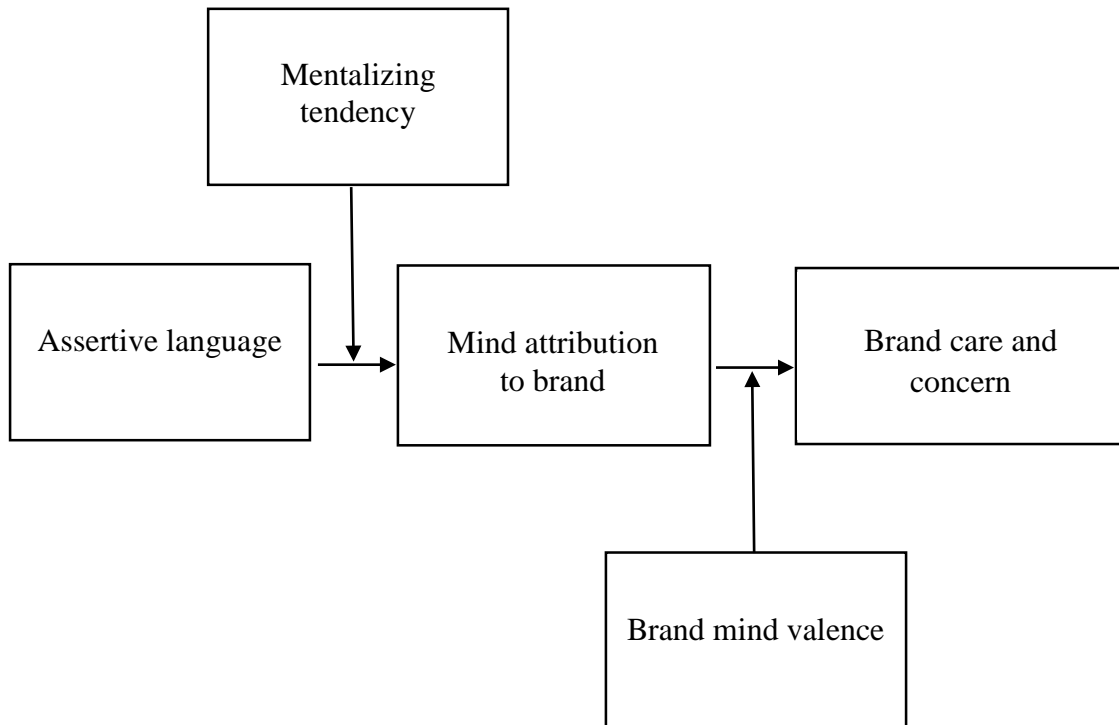 Mentalizing
tendency
Assertive language
Mind attribution
to brand
Brand care and
concern
Brand mind valence